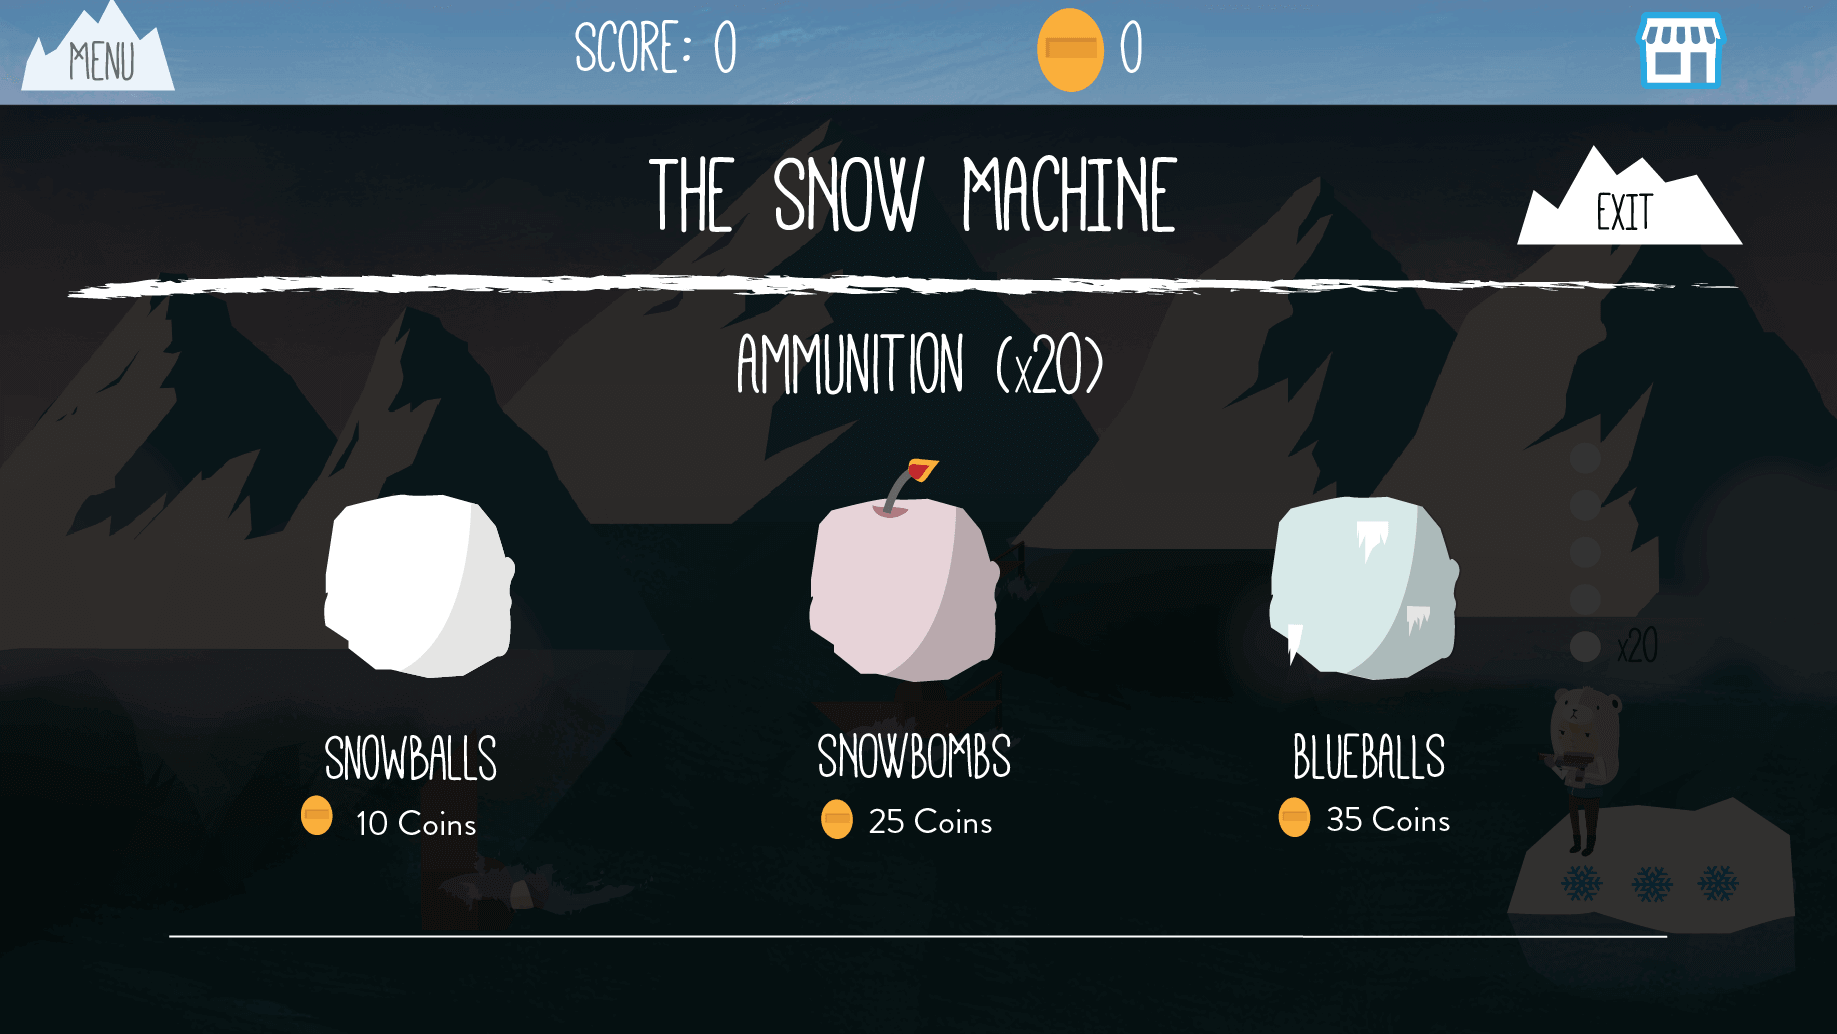 MENU
SCORE: 0
0
THE SNOW MACHINE
EXIT
AMMUNITION (x20)
x20
SNOWBALLS
SNOWBOMBS
BLUEBALLS
10 Coins
25 Coins
35 Coins